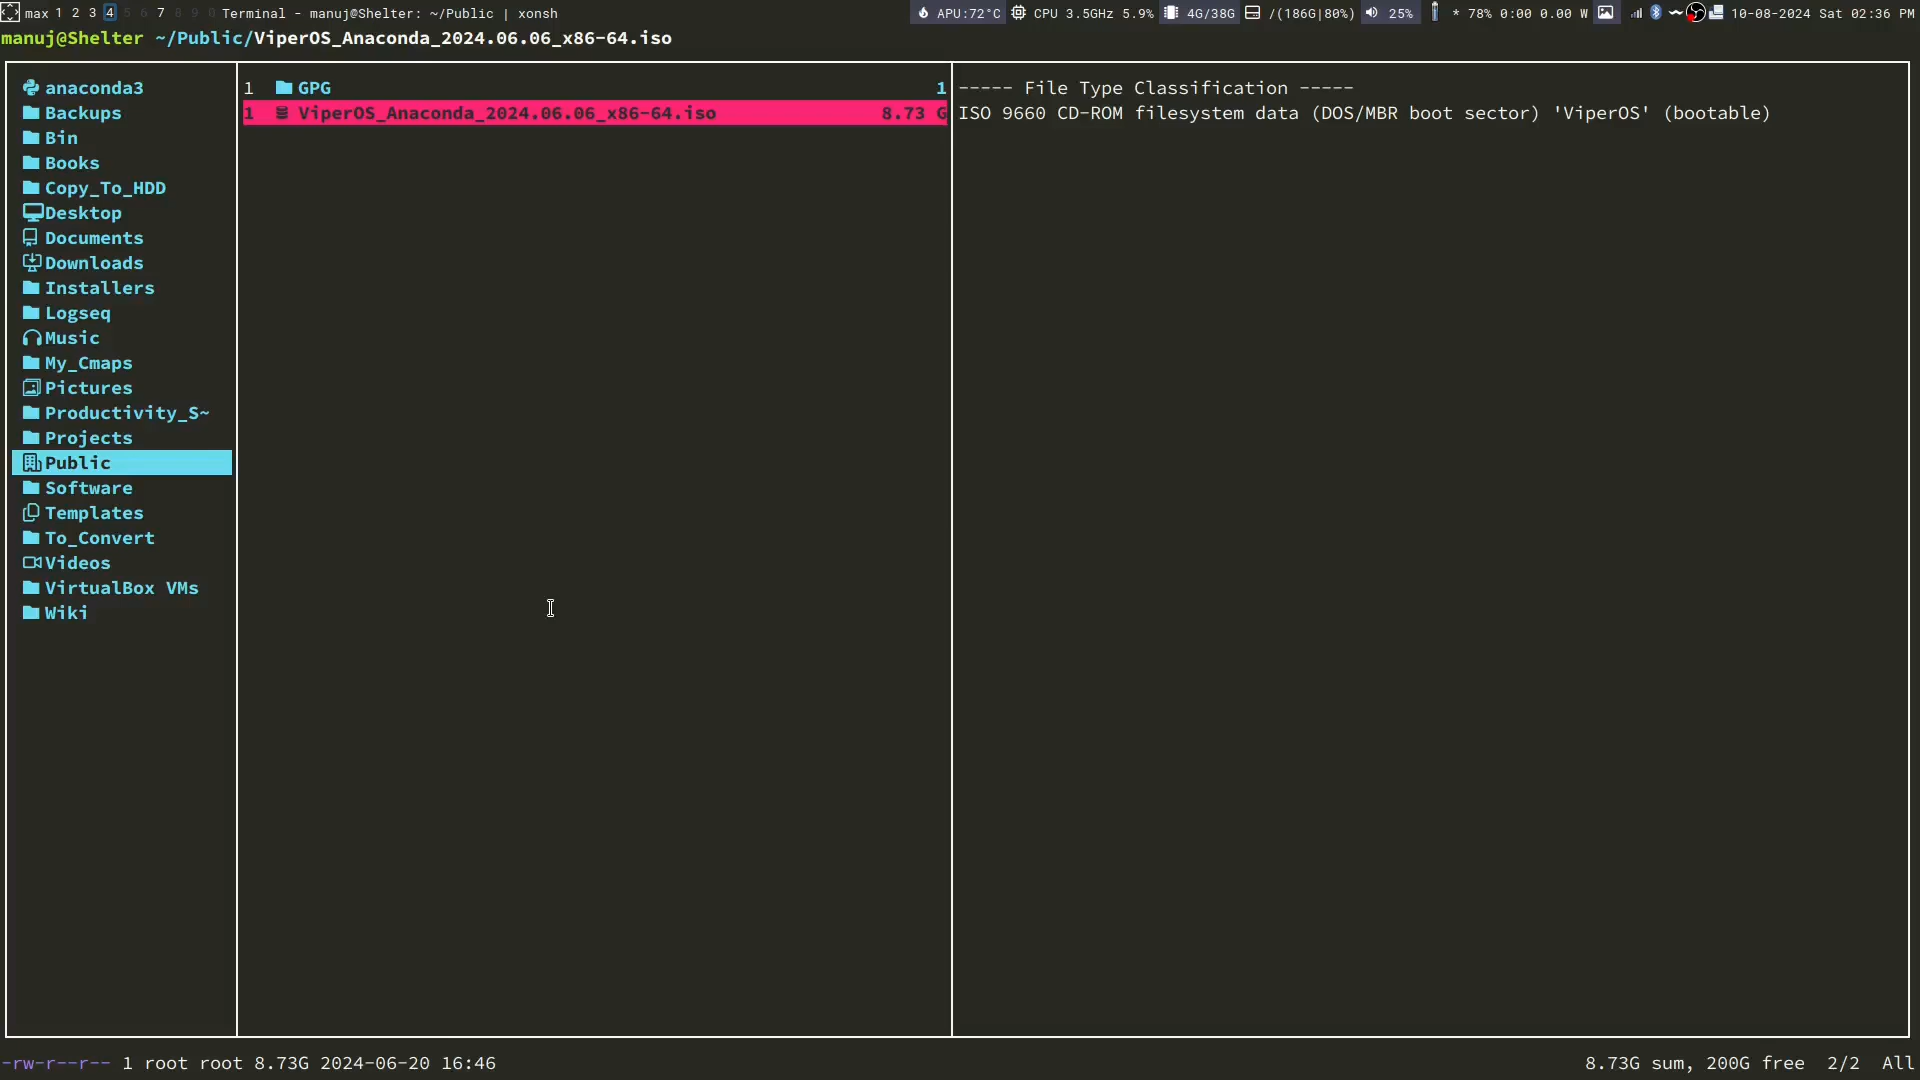 max 1 2 3 4 5 6 7 8 9 0 Terminal - manuj@Shelter: ~/Public | xonsh APU:72°C CPU 3.5GHz 5.9% 4G/38G /(186G|80%) 25% * 78% 0:00 0.00 W 10-08-2024 Sat 02:36 PM
manuj@Shelter ~/Public/ViperOS_Anaconda_2024.06.06_x86-64.iso
anaconda3
Backups
Bin
Books
Copy_To_HDD
Desktop
Documents
Downloads
Installers
Logseq
Music
My_Cmaps
Pictures
Productivity_S~
Projects
Public
Software
Templates
To_Convert
Videos
VirtualBox VMs
Wiki
1 GPG 1
1 ViperOS_Anaconda_2024.06.06_x86-64.iso 8.73 G
----- File Type Classification -----
ISO 9660 CD-ROM filesystem data (DOS/MBR boot sector) 'ViperOS' (bootable)
-rw-r--r-- 1 root root 8.73G 2024-06-20 16:46 8.73G sum, 200G free 2/2 All